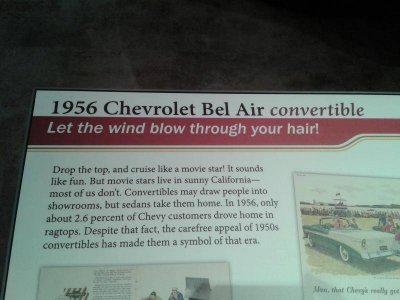 1956 Chevrolet Bel Air convertible
Let the wind blow through your hair!
Drop the top, and cruise like a movie star! It sounds
like fun. But movie stars live in sunny California—
most of us don't. Convertibles may draw people into
showrooms, but sedans take them home. In 1956, only
about 2.6 percent of Chevy customers drove home in
ragtops. Despite that fact, the carefree appeal of 1950s
convertibles has made them a symbol of that era.
Man, that Chevy's really got